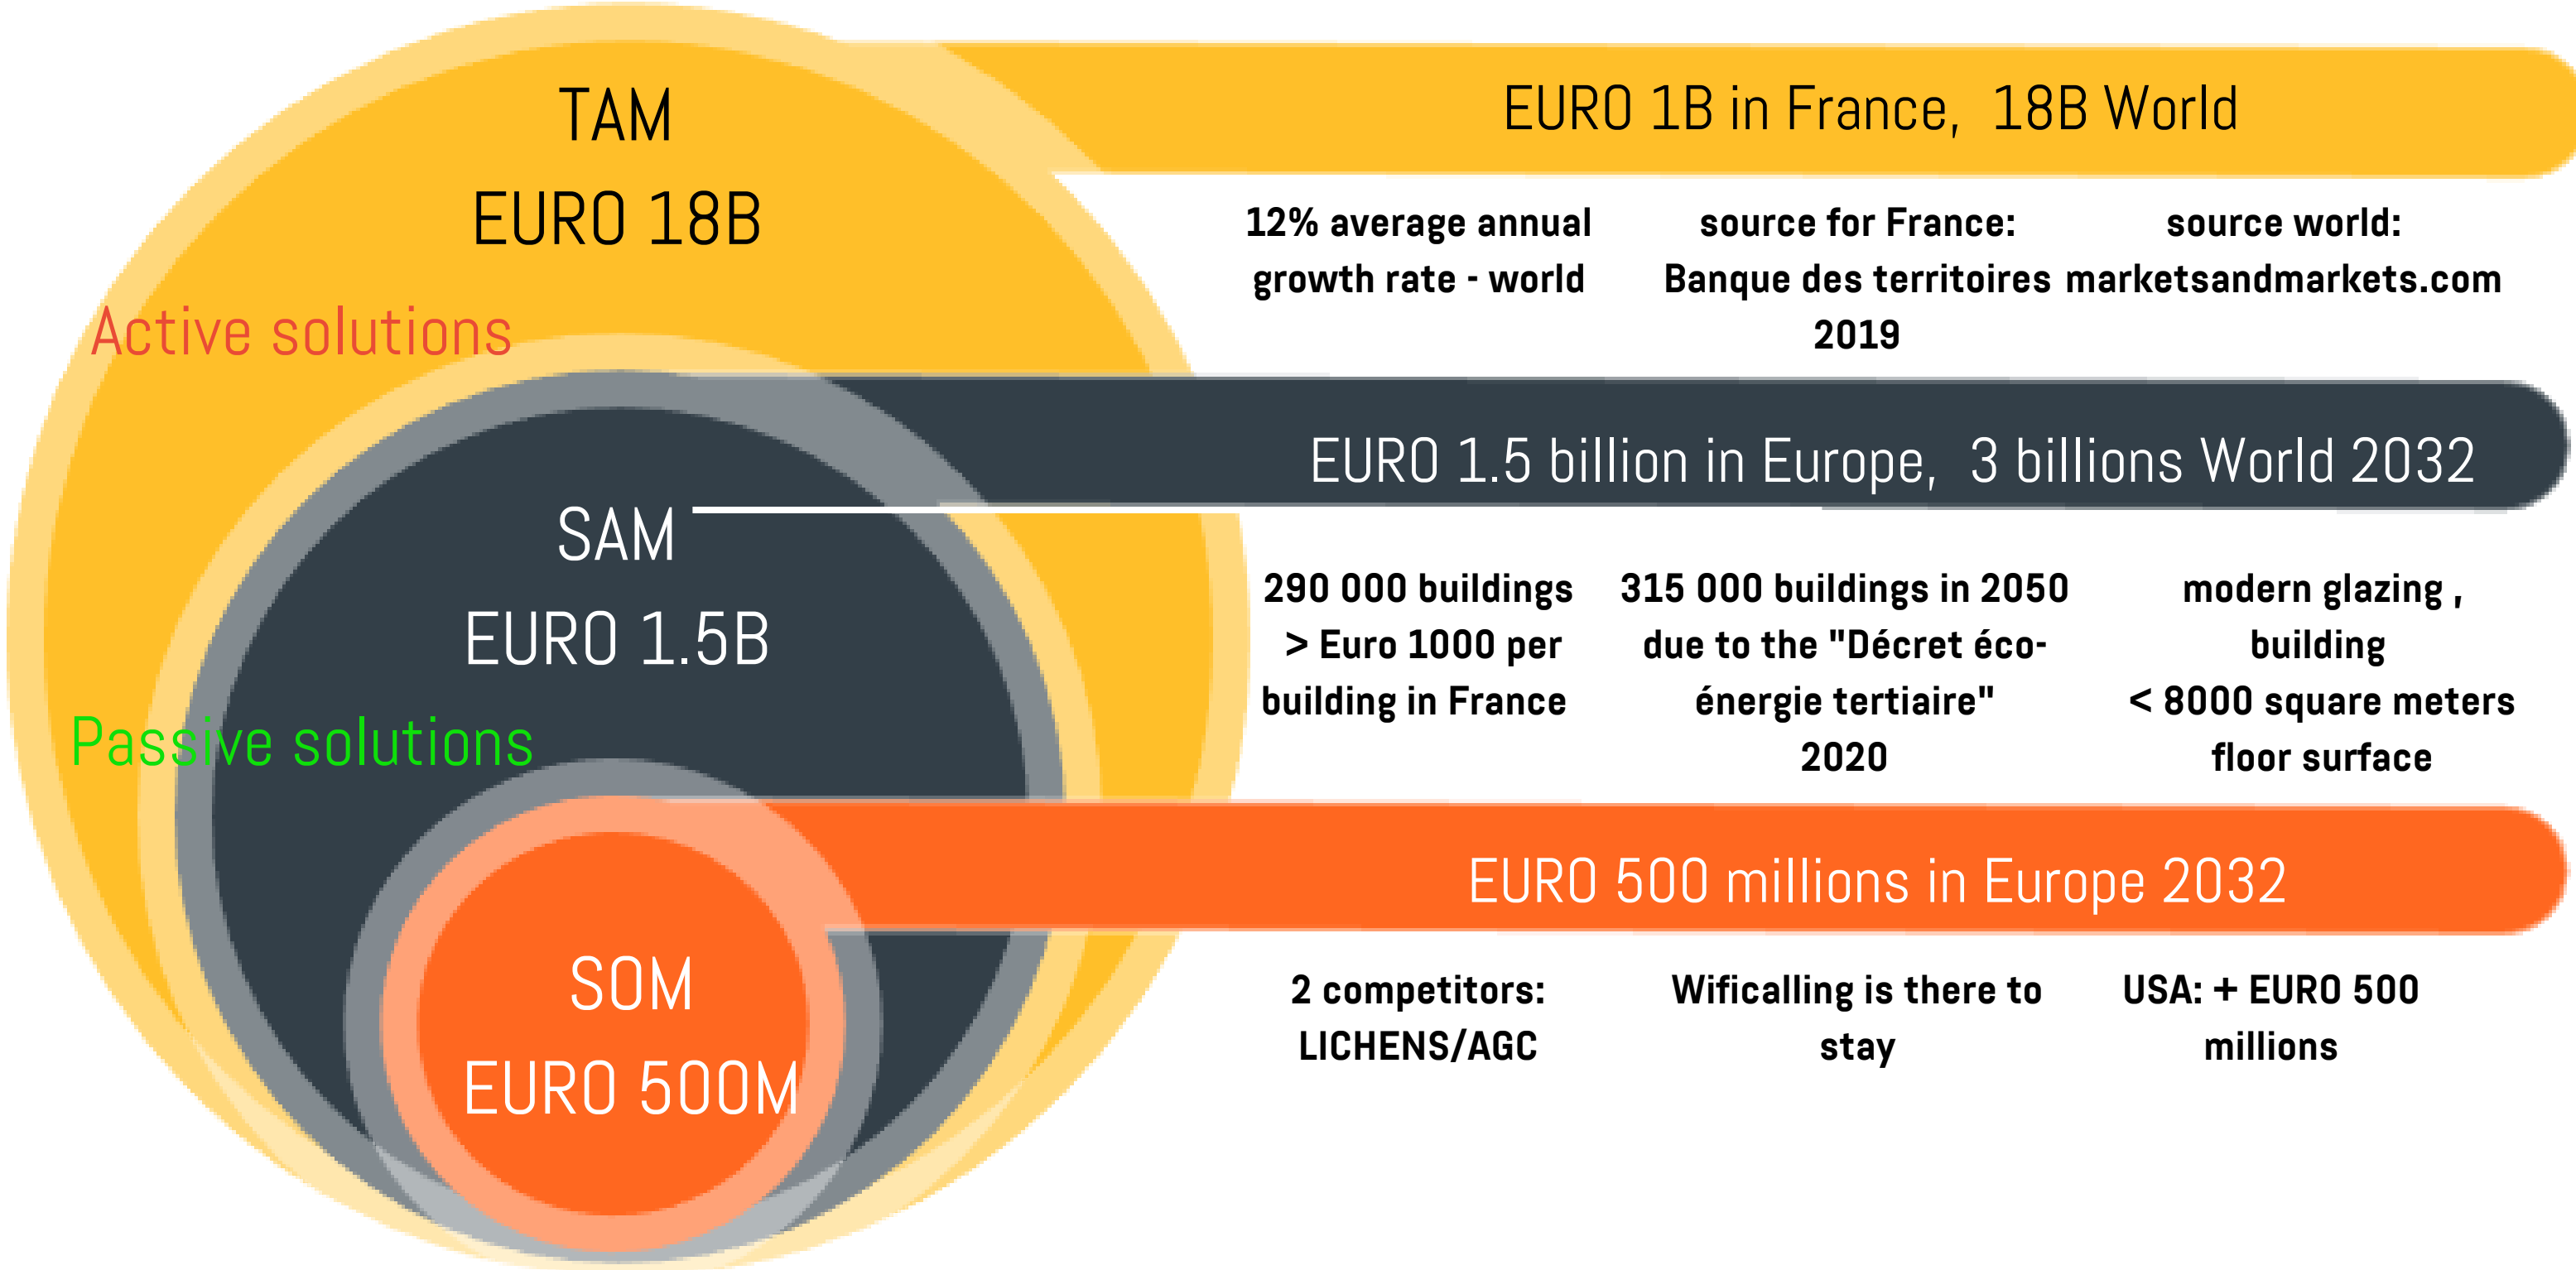 TAM
EURO 18B
Active solutions
EURO 1B in France, 18B World
12% average annual
growth rate - world
source for France:
Banque des territoires
2019
source world:
marketsandmarkets.com
SAM
EURO 1.5B
Passive solutions
EURO 1.5 billion in Europe, 3 billions World 2032
290 000 buildings
> Euro 1000 per
building in France
315 000 buildings in 2050
due to the "Décret éco-
énergie tertiaire"
2020
modern glazing ,
building
< 8000 square meters
floor surface
SOM
EURO 500M
EURO 500 millions in Europe 2032
2 competitors:
LICHENS/AGC
Wificalling is there to
stay
USA: + EURO 500
millions